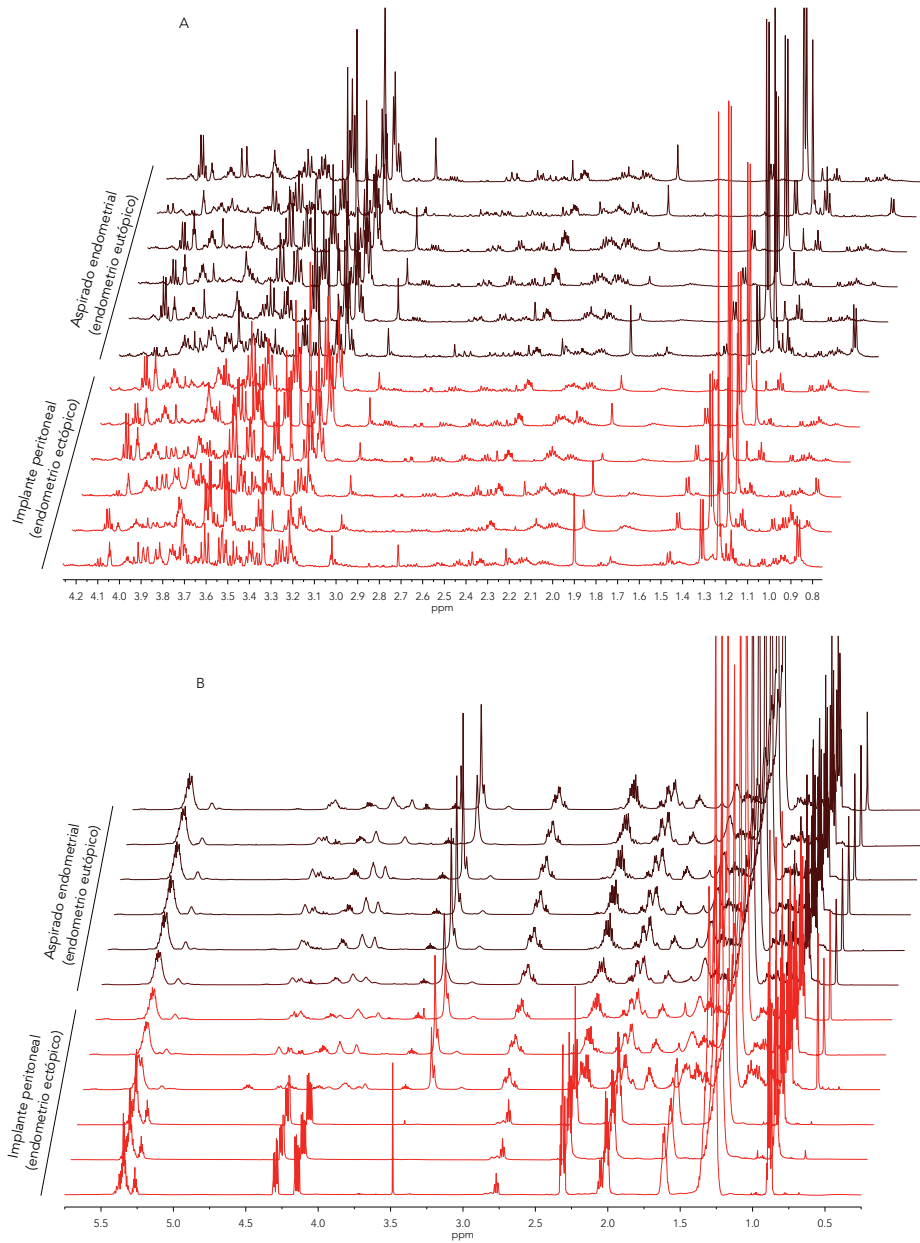 A
Aspirado endometrial
(endometrio eutópico)
Implante peritoneal
(endometrio ectópico)
4.2 4.1 4.0 3.9 3.8 3.7 3.6 3.5 3.4 3.3 3.2 3.1 3.0 2.9 2.8 2.7 2.6 2.5 2.4 2.3 2.2 2.1 2.0 1.9 1.8 1.7 1.6 1.5 1.4 1.3 1.2 1.1 1.0 0.9 0.8
ppm
B
Aspirado endometrial
(endometrio eutópico)
Implante peritoneal
(endometrio ectópico)
5.5 5.0 4.5 4.0 3.5 3.0 2.5 2.0 1.5 1.0 0.5
ppm